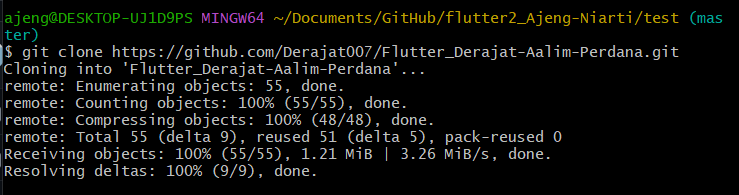 ajeng@DESKTOP-UJ1D9PS MINGW64 ~/Documents/GitHub/flutter2_Ajeng-Niarti/test (mas
ter)
$ git clone https://github.com/Derajat007/Flutter_Derajat-Aalim-Perdana.git
Cloning into 'Flutter_Derajat-Aalim-Perdana'...
remote: Enumerating objects: 55, done.
remote: Counting objects: 100% (55/55), done.
remote: Compressing objects: 100% (48/48), done.
remote: Total 55 (delta 9), reused 51 (delta 5), pack-reused 0
Receiving objects: 100% (55/55), 1.21 MiB | 3.26 MiB/s, done.
Resolving deltas: 100% (9/9), done.